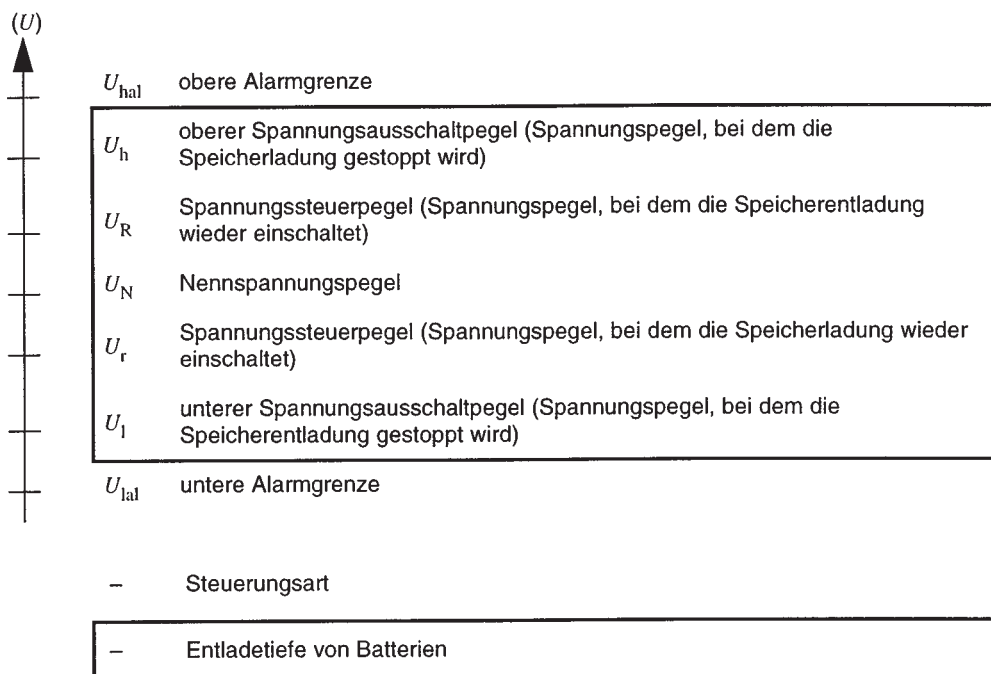 (U)
U_hal obere Alarmgrenze
U_h oberer Spannungsausschaltpegel (Spannungspegel, bei dem die
Speicherladung gestoppt wird)
U_R Spannungssteuerpegel (Spannungspegel, bei dem die Speicherentladung
wieder einschaltet)
U_N Nennspannungspegel
U_r Spannungssteuerpegel (Spannungspegel, bei dem die Speicherladung wieder
einschaltet)
U_l unterer Spannungsausschaltpegel (Spannungspegel, bei dem die
Speicherentladung gestoppt wird)
U_lal untere Alarmgrenze
– Steuerungsart
– Entladetiefe von Batterien